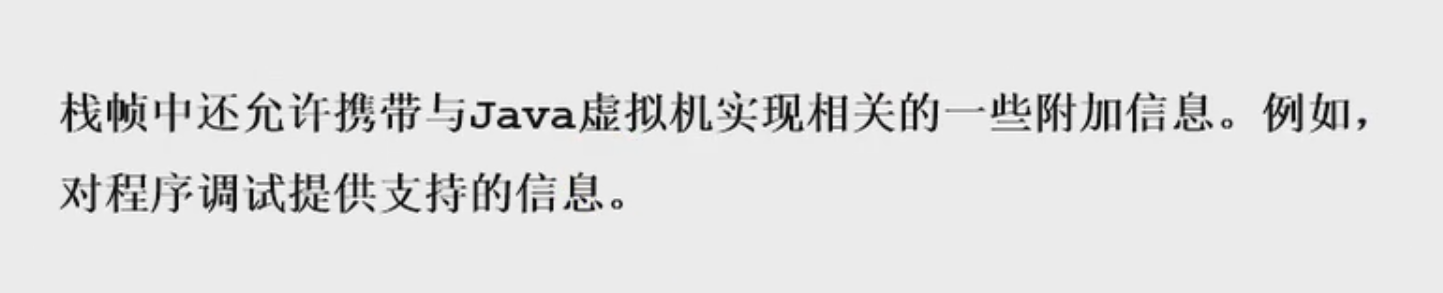 栈帧中还允许携带与Java虚拟机实现相关的一些附加信息。例如，
对程序调试提供支持的信息。